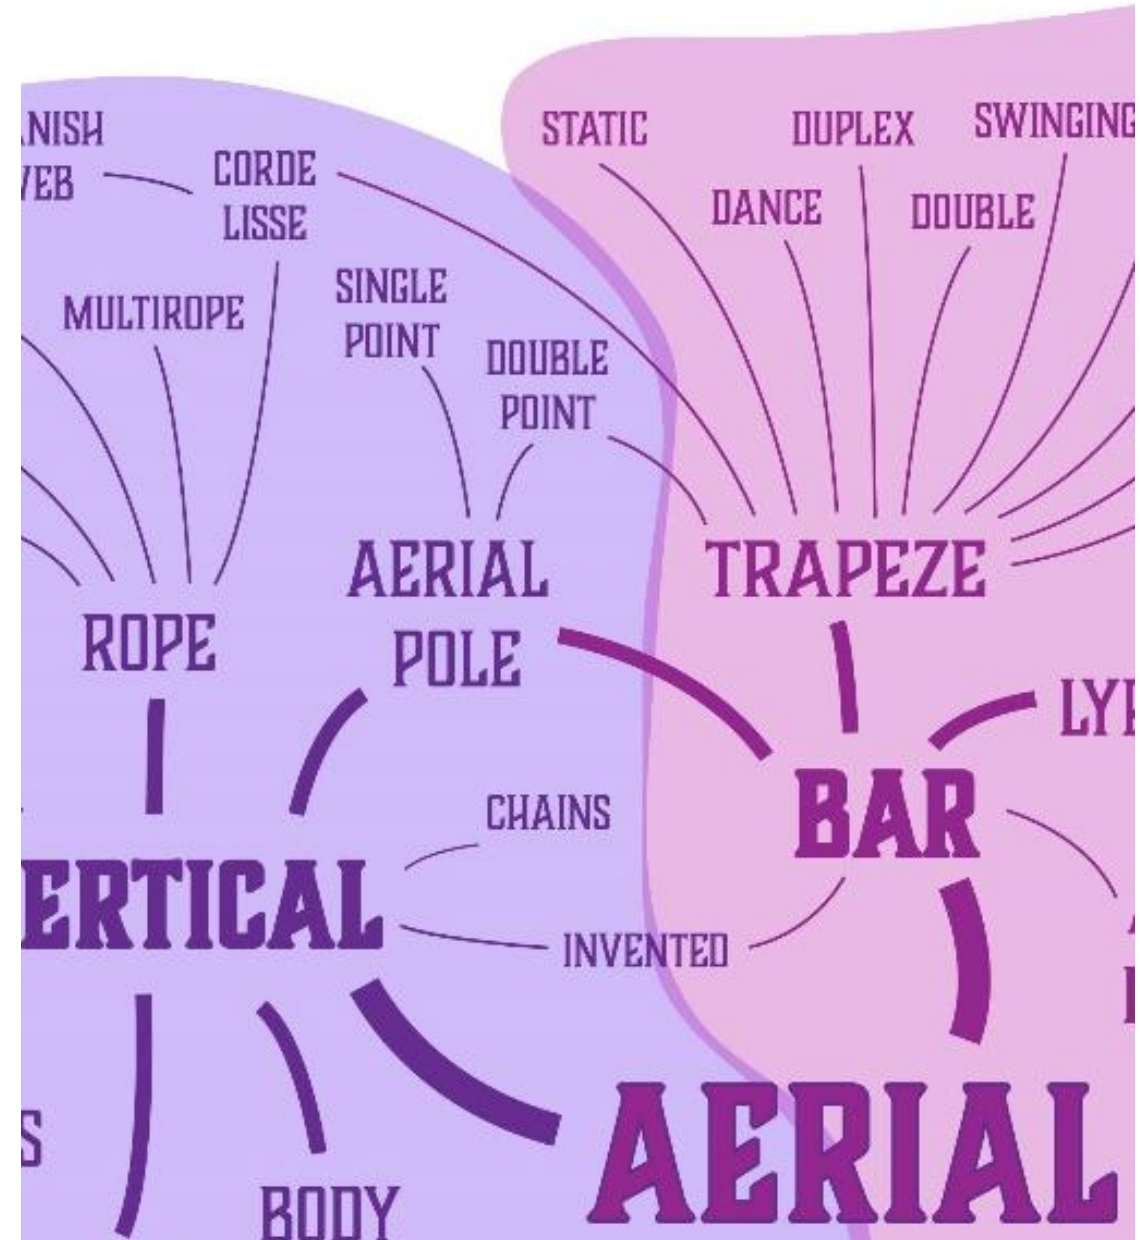 STATIC
DUPLEX
SWINGING
CORDE
LISSE
DANCE
DOUBLE
SINGLE
POINT
MULTIROPE
DOUBLE
POINT
AERIAL
POLE
TRAPEZE
ROPE
BAR
CHAINS
INVENTED
AERIAL
BODY